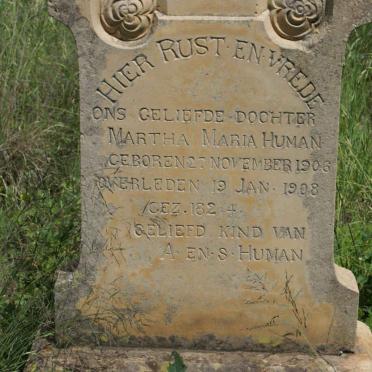 HIER RUST EN VREDE
ONS GELIEFDE DOCHTER
MARTHA MARIA HUMAN
GEBOREN 27 NOVEMBER 1906
OVERLEDEN 19 JAN. 1908
GEZ. 182 4.
GELIEFD KIND VAN
A. EN. S. HUMAN